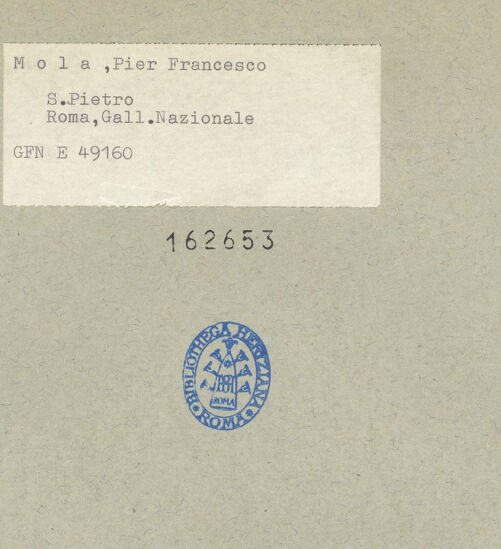 M o l a ,Pier Francesco
S.Pietro
Roma,Gall.Nazionale
GFN E 49160
162653
BIBLIOTHECA HERTZIANA
ROMA
ROMA